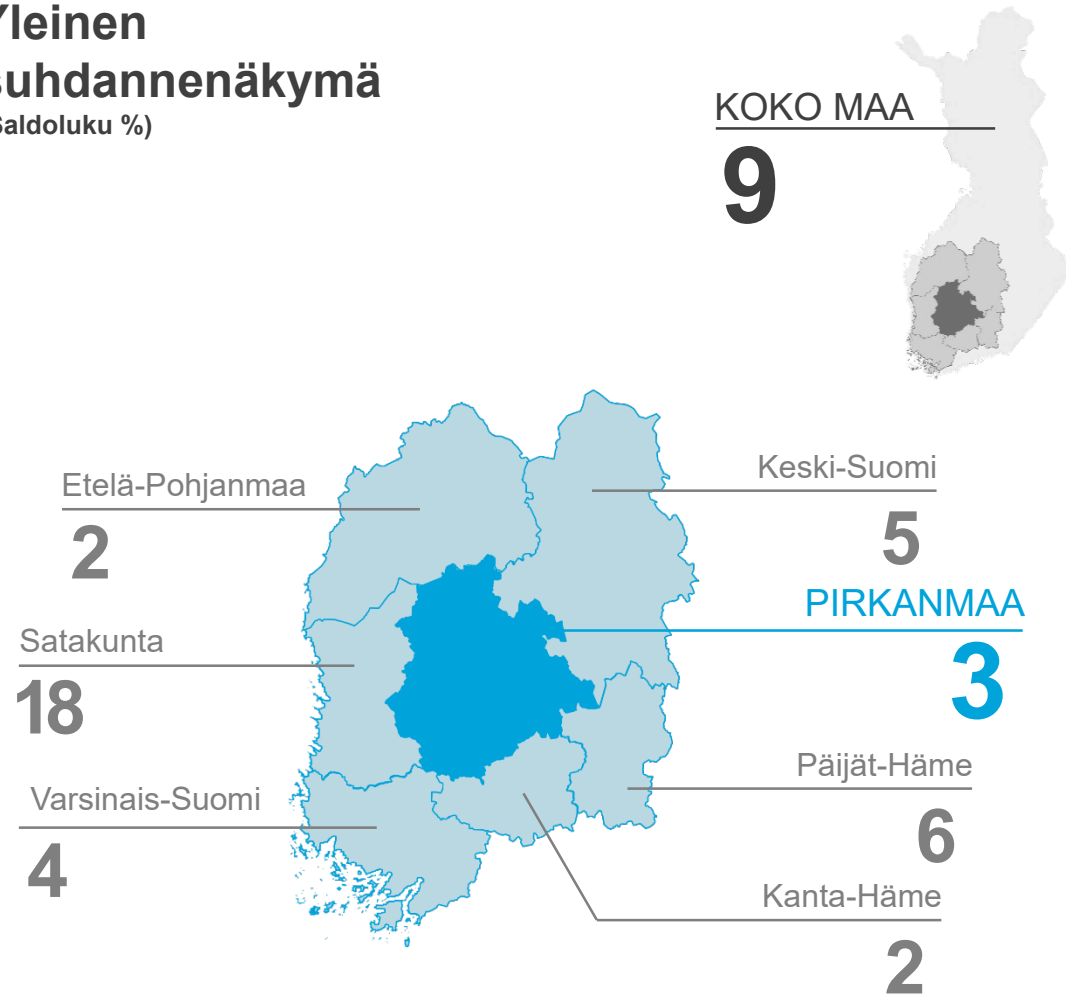 Yleinen
suhdannenäkymä
(Saldoluku %)
KOKO MAA
9
Etelä-Pohjanmaa
2
Keski-Suomi
5
PIRKANMAA
3
Satakunta
18
Päijät-Häme
6
Varsinais-Suomi
4
Kanta-Häme
2